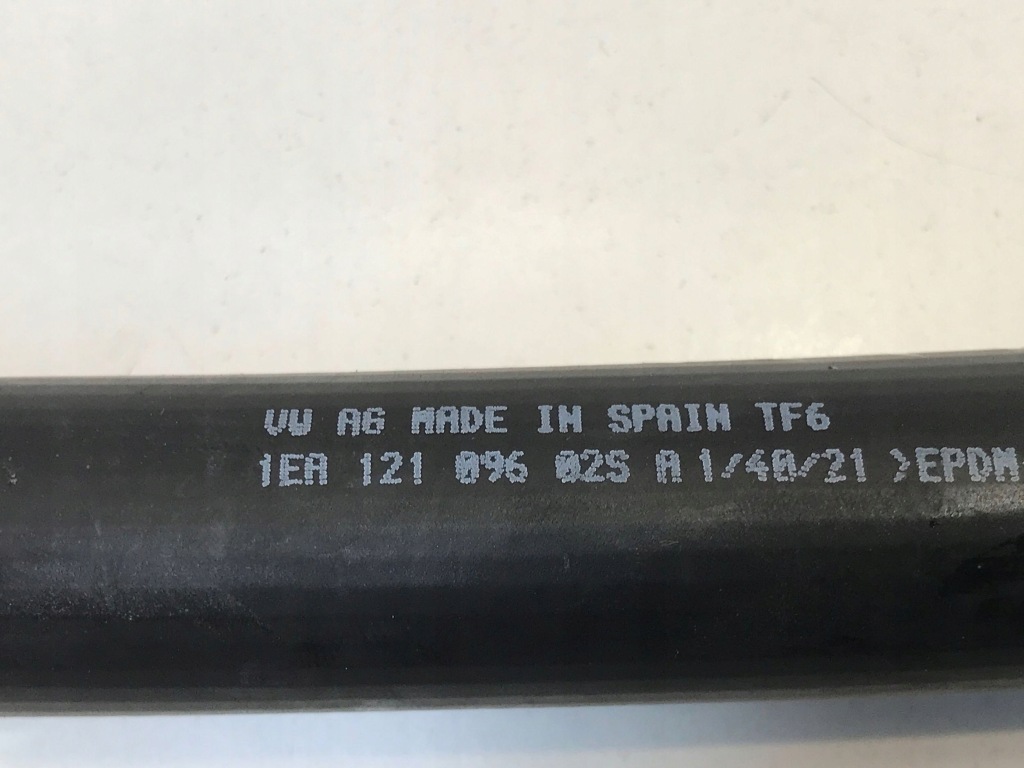 VW AG MADE IN SPAIN TF6
1EA 121 096 02S A 1/40/21 >EPDM